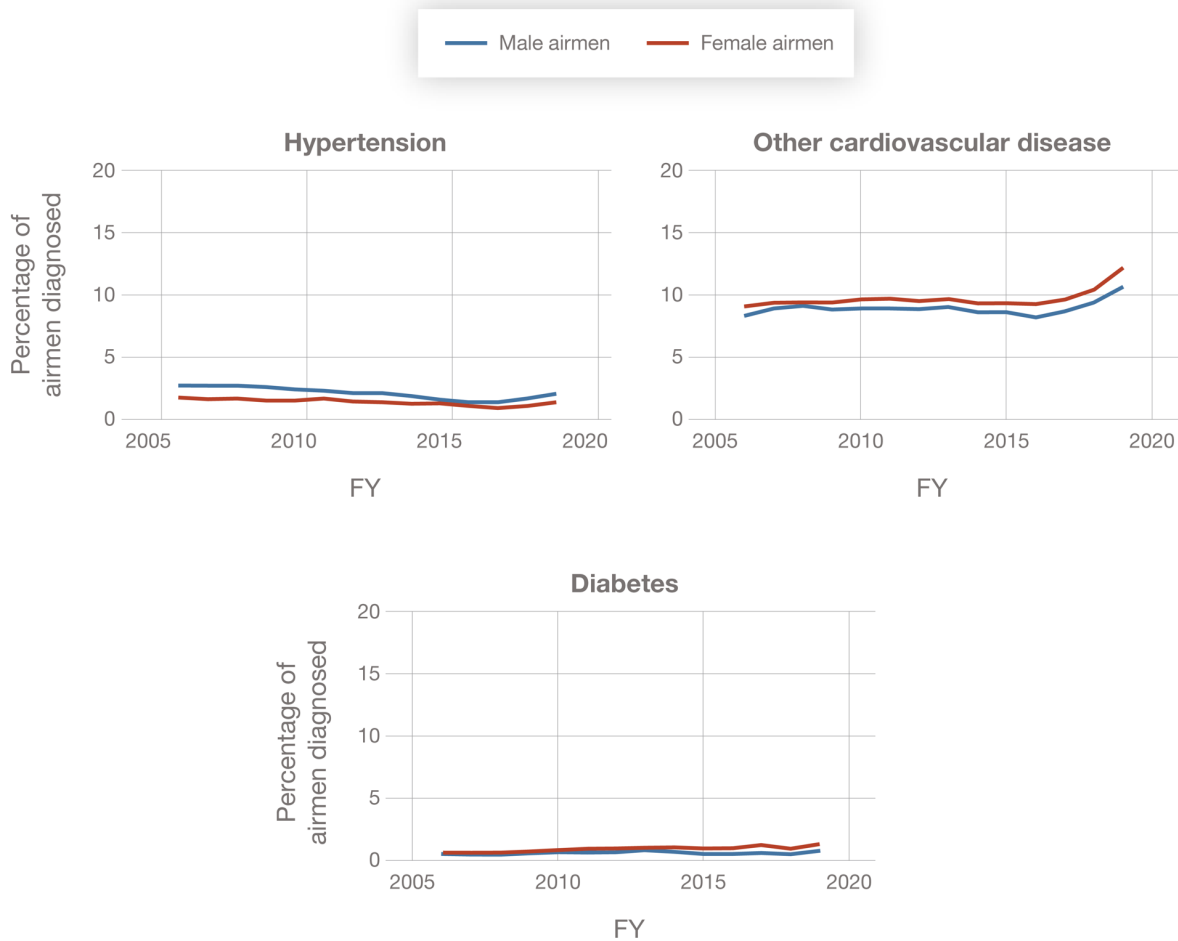 Male airmen
Female airmen
Hypertension
Percentage of
airmen diagnosed
20
15
10
5
0
2005
2010
2015
2020
FY
Other cardiovascular disease
20
15
10
5
0
2005
2010
2015
2020
FY
Diabetes
Percentage of
airmen diagnosed
20
15
10
5
0
2005
2010
2015
2020
FY